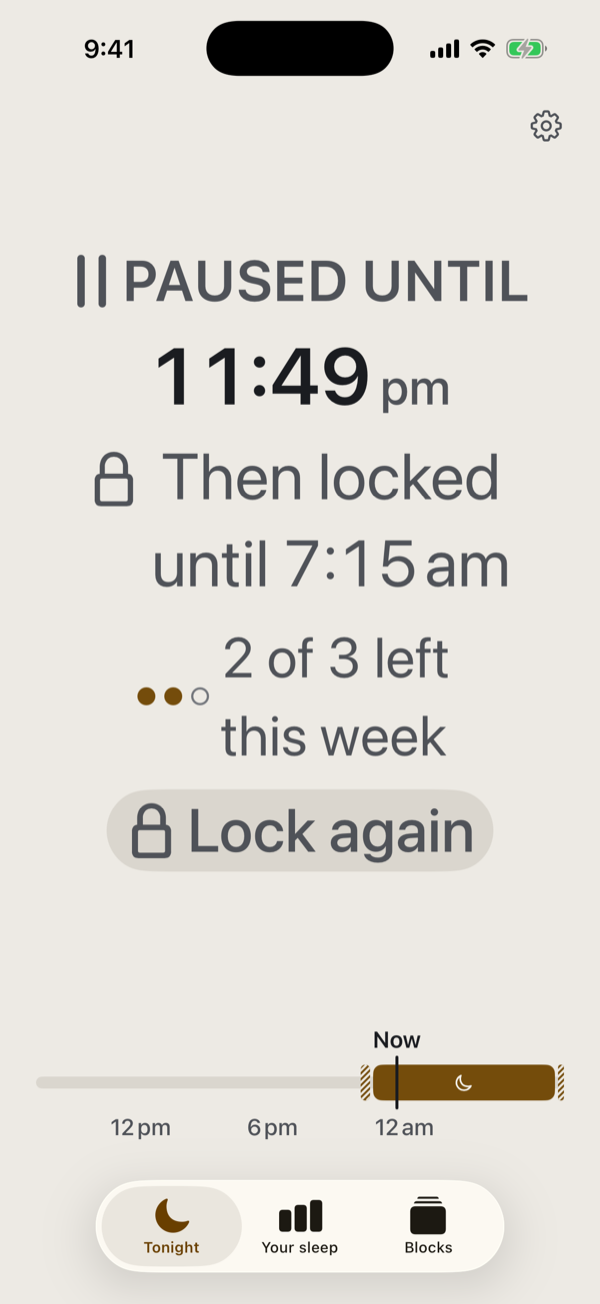 9:41
PAUSED UNTIL
11:49 pm
Then locked
until 7:15 am
2 of 3 left
this week
Lock again
Now
12 pm
6 pm
12 am
Tonight
Your sleep
Blocks